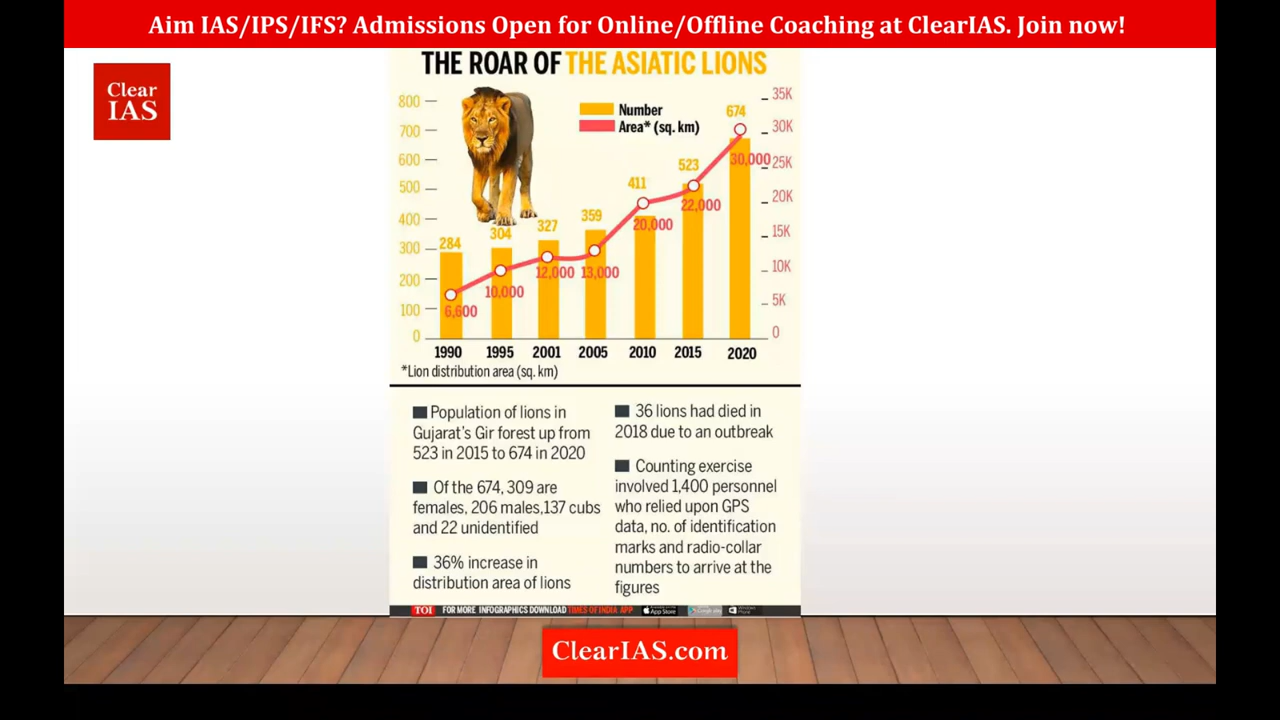 Aim IAS/IPS/IFS? Admissions Open for Online/Offline Coaching at ClearIAS. Join now!
Clear
IAS
THE ROAR OF THE ASIATIC LIONS
800
700
600
500
400
300
200
100
0
Number
Area* (sq. km)
35K
30K
25K
20K
15K
10K
5K
0
284
304
327
359
411
523
674
6,600
10,000
12,000
13,000
20,000
22,000
30,000
1990 1995 2001 2005 2010 2015 2020
*Lion distribution area (sq. km)
Population of lions in
Gujarat's Gir forest up from
523 in 2015 to 674 in 2020
Of the 674, 309 are
females, 206 males,137 cubs
and 22 unidentified
36% increase in
distribution area of lions
36 lions had died in
2018 due to an outbreak
Counting exercise
involved 1,400 personnel
who relied upon GPS
data, no. of identification
marks and radio-collar
numbers to arrive at the
figures
TOI FOR MORE INFOGRAPHICS DOWNLOAD TIMES OF INDIA APP
App Store
Google play
Windows
Phone
ClearIAS.com